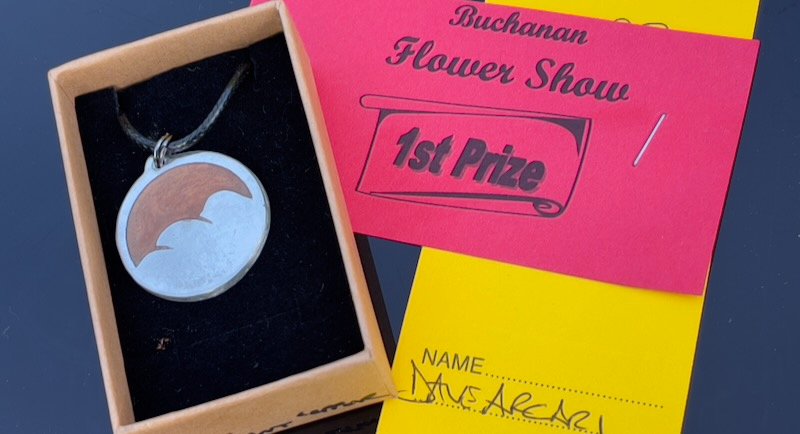 Buchanan
Flower Show
1st Prize
NAME
DAVE ARCARI